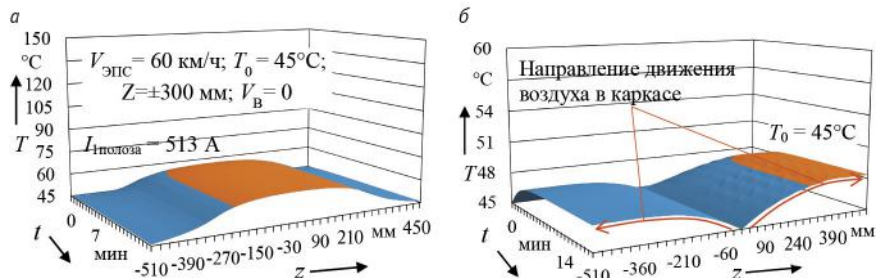 а
150
°C
120
105
90
T
75
60
45
V_ЭПС = 60 км/ч; T_0 = 45°C;
Z=±300 мм; V_В = 0
I_1полоза = 513 А
0
7
мин
t
-510 -390 -270 -150 -30 90 210 мм 450
z
б
60
°C
54
51
T 48
45
Направление движения
воздуха в каркасе
T_0 = 45°C
0
мин
14
t
-510 -360 -210 -60 90 240 390 мм
z